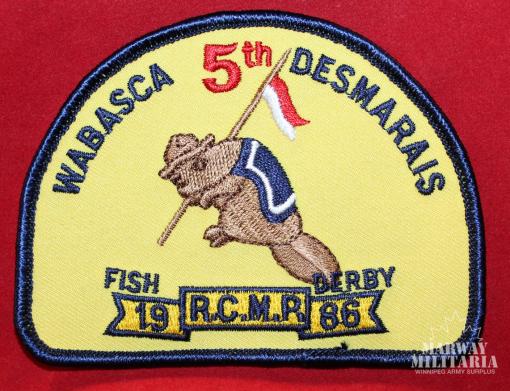 WABASCA 5th DESMARAIS
FISH DERBY
19 R.C.M.P. 86
MARWAY
MILITARIA
WINNIPEG ARMY SURPLUS